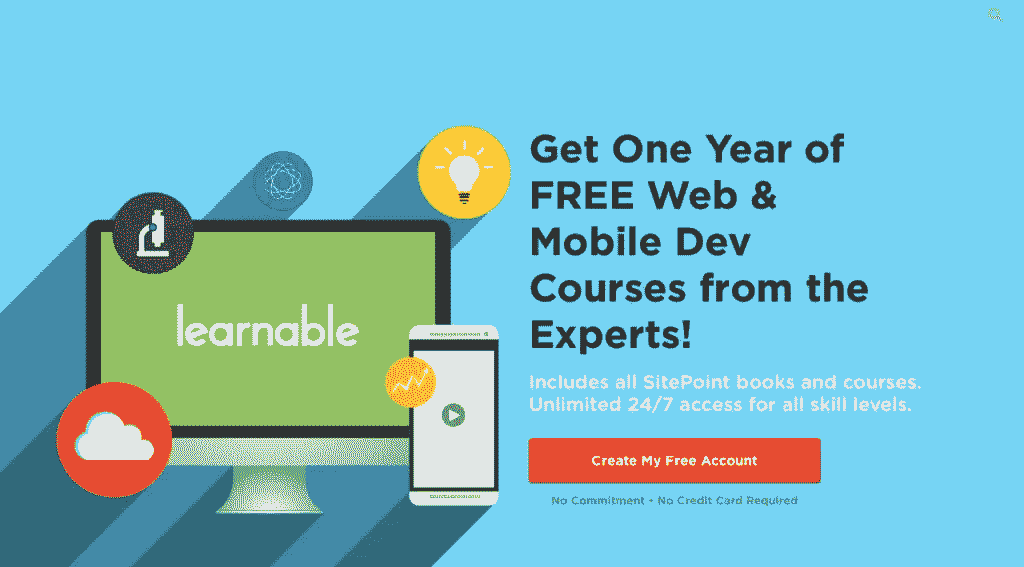 Get One Year of
FREE Web &
Mobile Dev
Courses from the
Experts!
learnable
Includes all SitePoint books and courses.
Unlimited 24/7 access for all skill levels.
Create My Free Account
No Commitment - No Credit Card Required